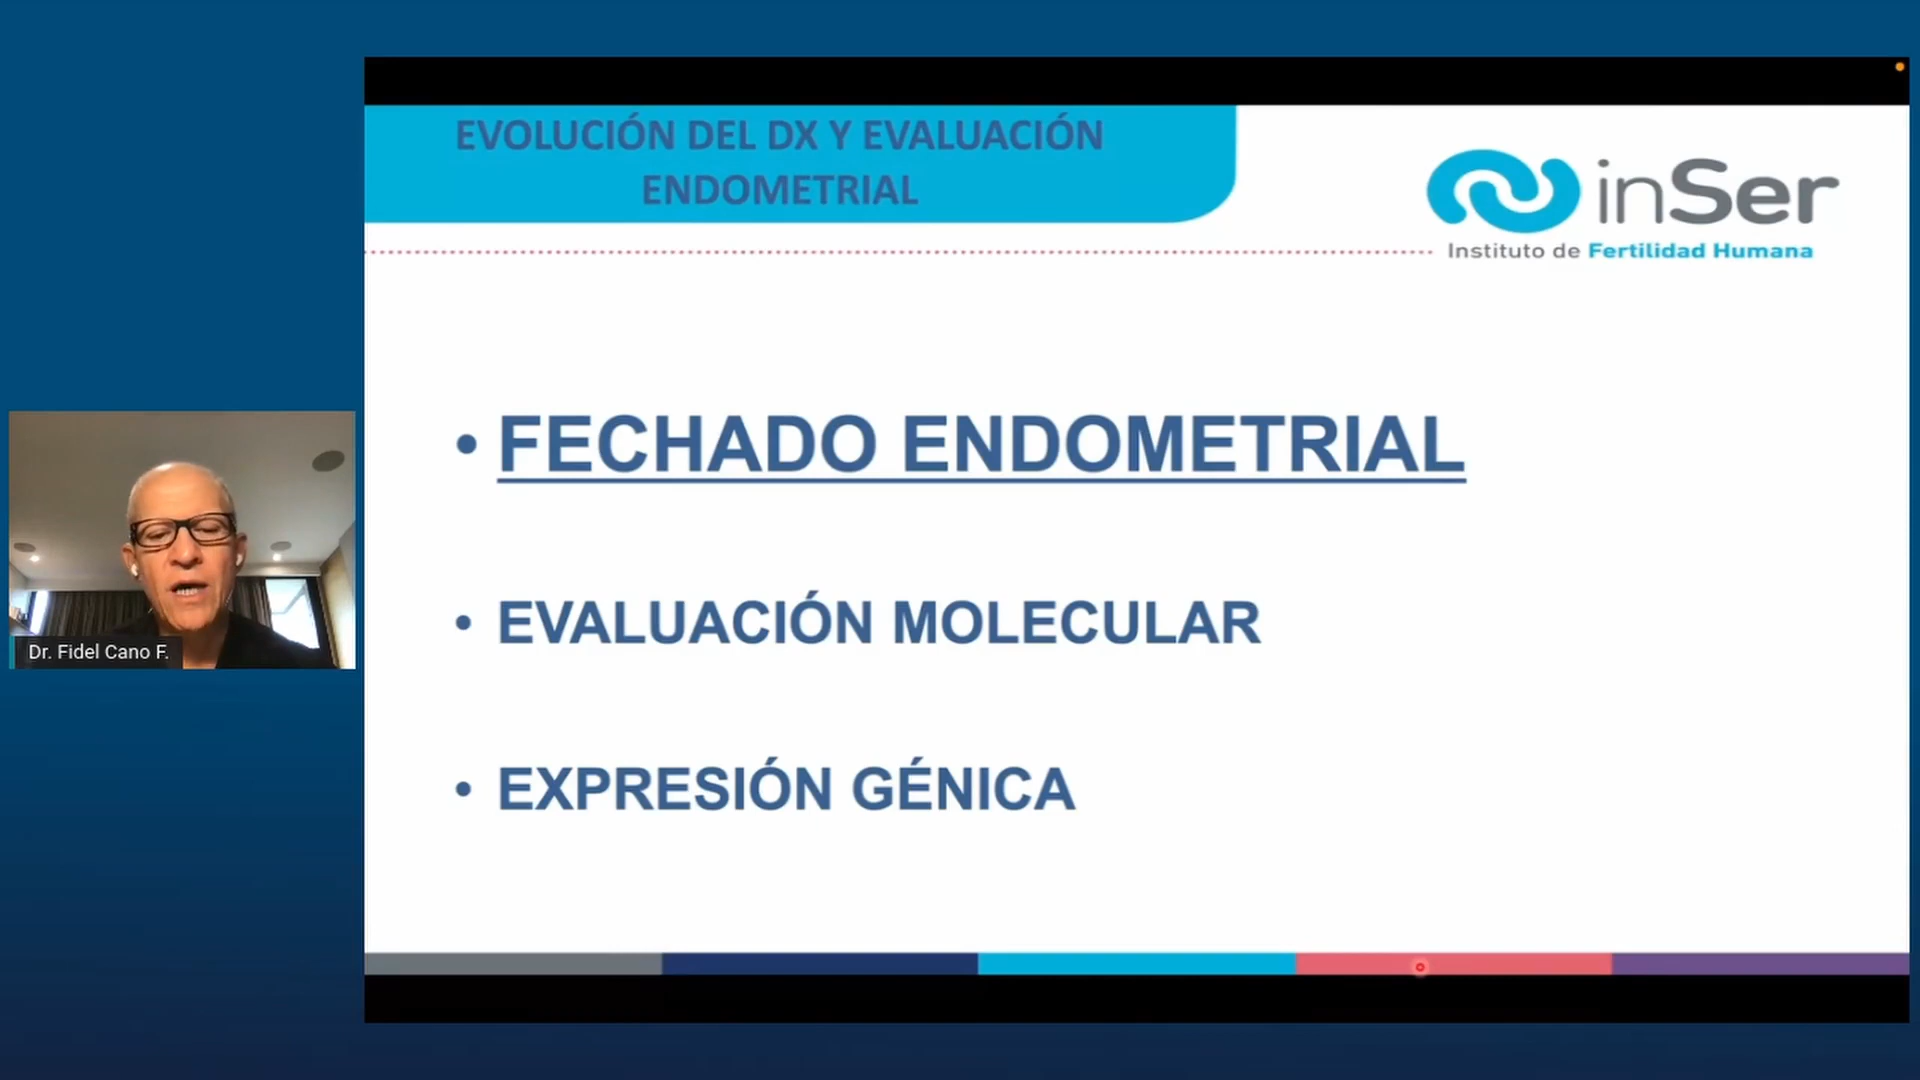 EVOLUCIÓN DEL DX Y EVALUACIÓN
ENDOMETRIAL
inSer
Instituto de Fertilidad Humana
• FECHADO ENDOMETRIAL
• EVALUACIÓN MOLECULAR
• EXPRESIÓN GÉNICA
Dr. Fidel Cano F.